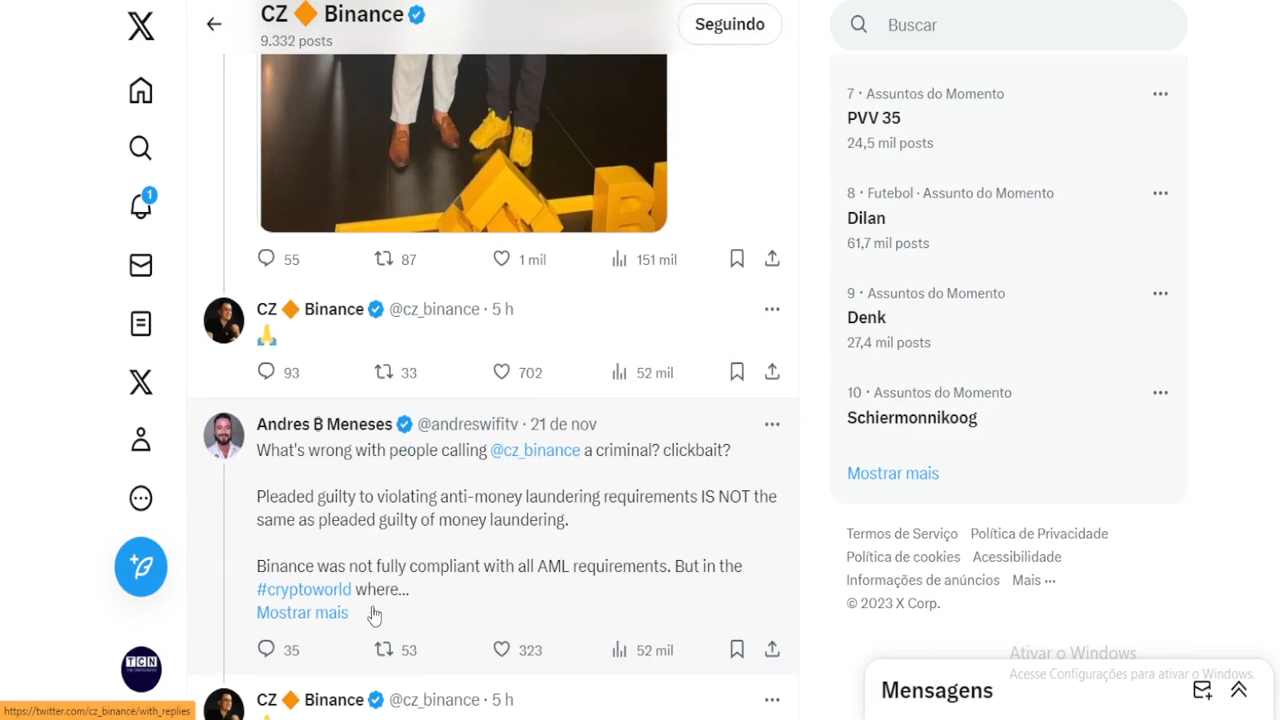 CZ 🔶 Binance
9.332 posts
Seguindo
Buscar
B
55
87
1 mil
151 mil
CZ 🔶 Binance @cz_binance · 5 h
🙏
93
33
702
52 mil
Andres B Meneses @andreswifitv · 21 de nov
What's wrong with people calling @cz_binance a criminal? clickbait?
Pleaded guilty to violating anti-money laundering requirements IS NOT the
same as pleaded guilty of money laundering.
Binance was not fully compliant with all AML requirements. But in the
#cryptoworld where...
Mostrar mais
35
53
323
52 mil
CZ 🔶 Binance @cz_binance · 5 h
1
TCN
https://twitter.com/cz_binance/with_replies
7 · Assuntos do Momento
PVV 35
24,5 mil posts
8 · Futebol · Assunto do Momento
Dilan
61,7 mil posts
9 · Assuntos do Momento
Denk
27,4 mil posts
10 · Assuntos do Momento
Schiermonnikoog
Mostrar mais
Termos de Serviço Política de Privacidade
Política de cookies Acessibilidade
Informações de anúncios Mais ···
© 2023 X Corp.
Ativar o Windows
Acesse Configurações para ativar o Windows.
Mensagens